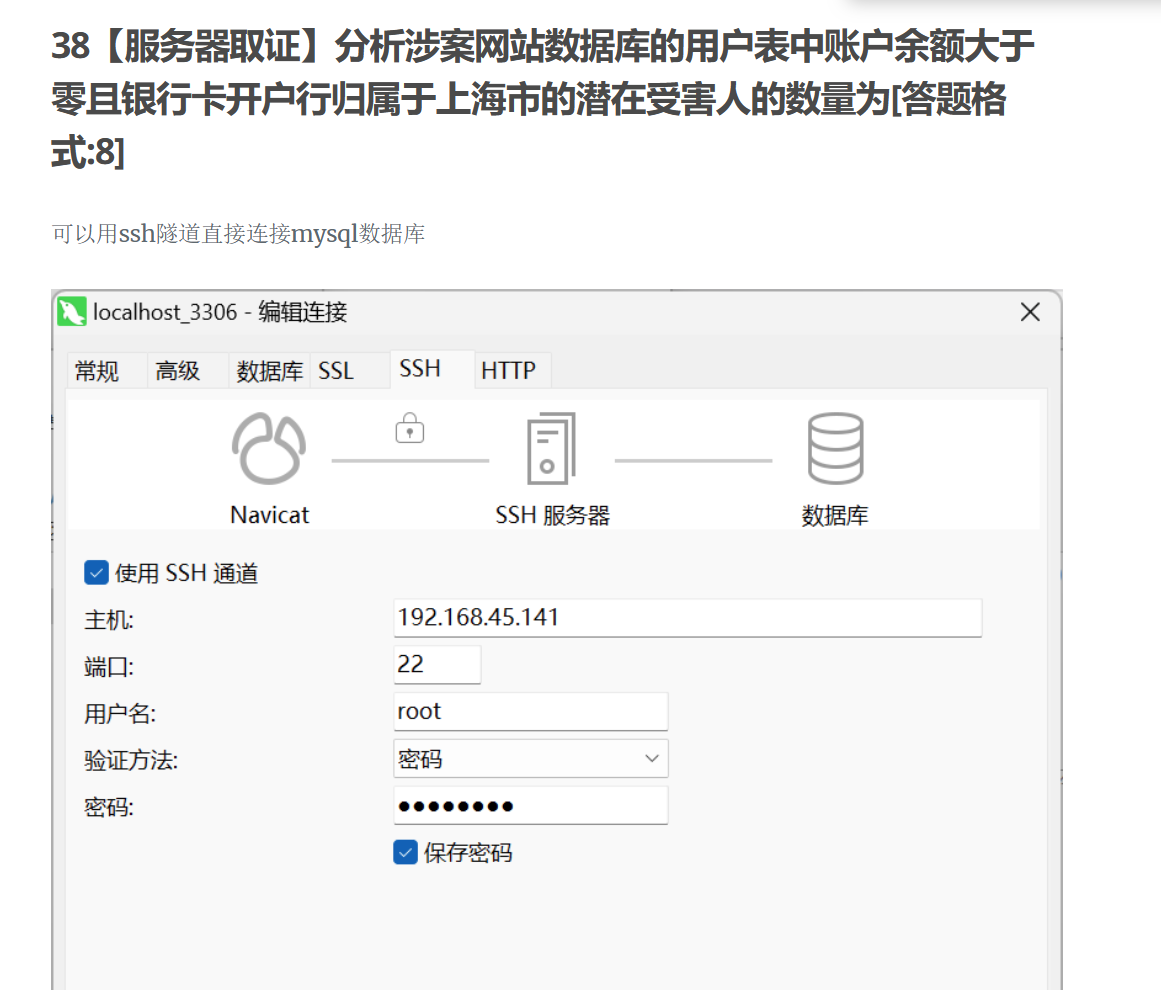 38【服务器取证】分析涉案网站数据库的用户表中账户余额大于
零且银行卡开户行归属于上海市的潜在受害人的数量为[答题格
式:8]
可以用ssh隧道直接连接mysql数据库
localhost_3306 - 编辑连接
常规 高级 数据库 SSL SSH HTTP
Navicat SSH 服务器 数据库
使用 SSH 通道
主机: 192.168.45.141
端口: 22
用户名: root
验证方法: 密码
密码: ●●●●●●●●
保存密码